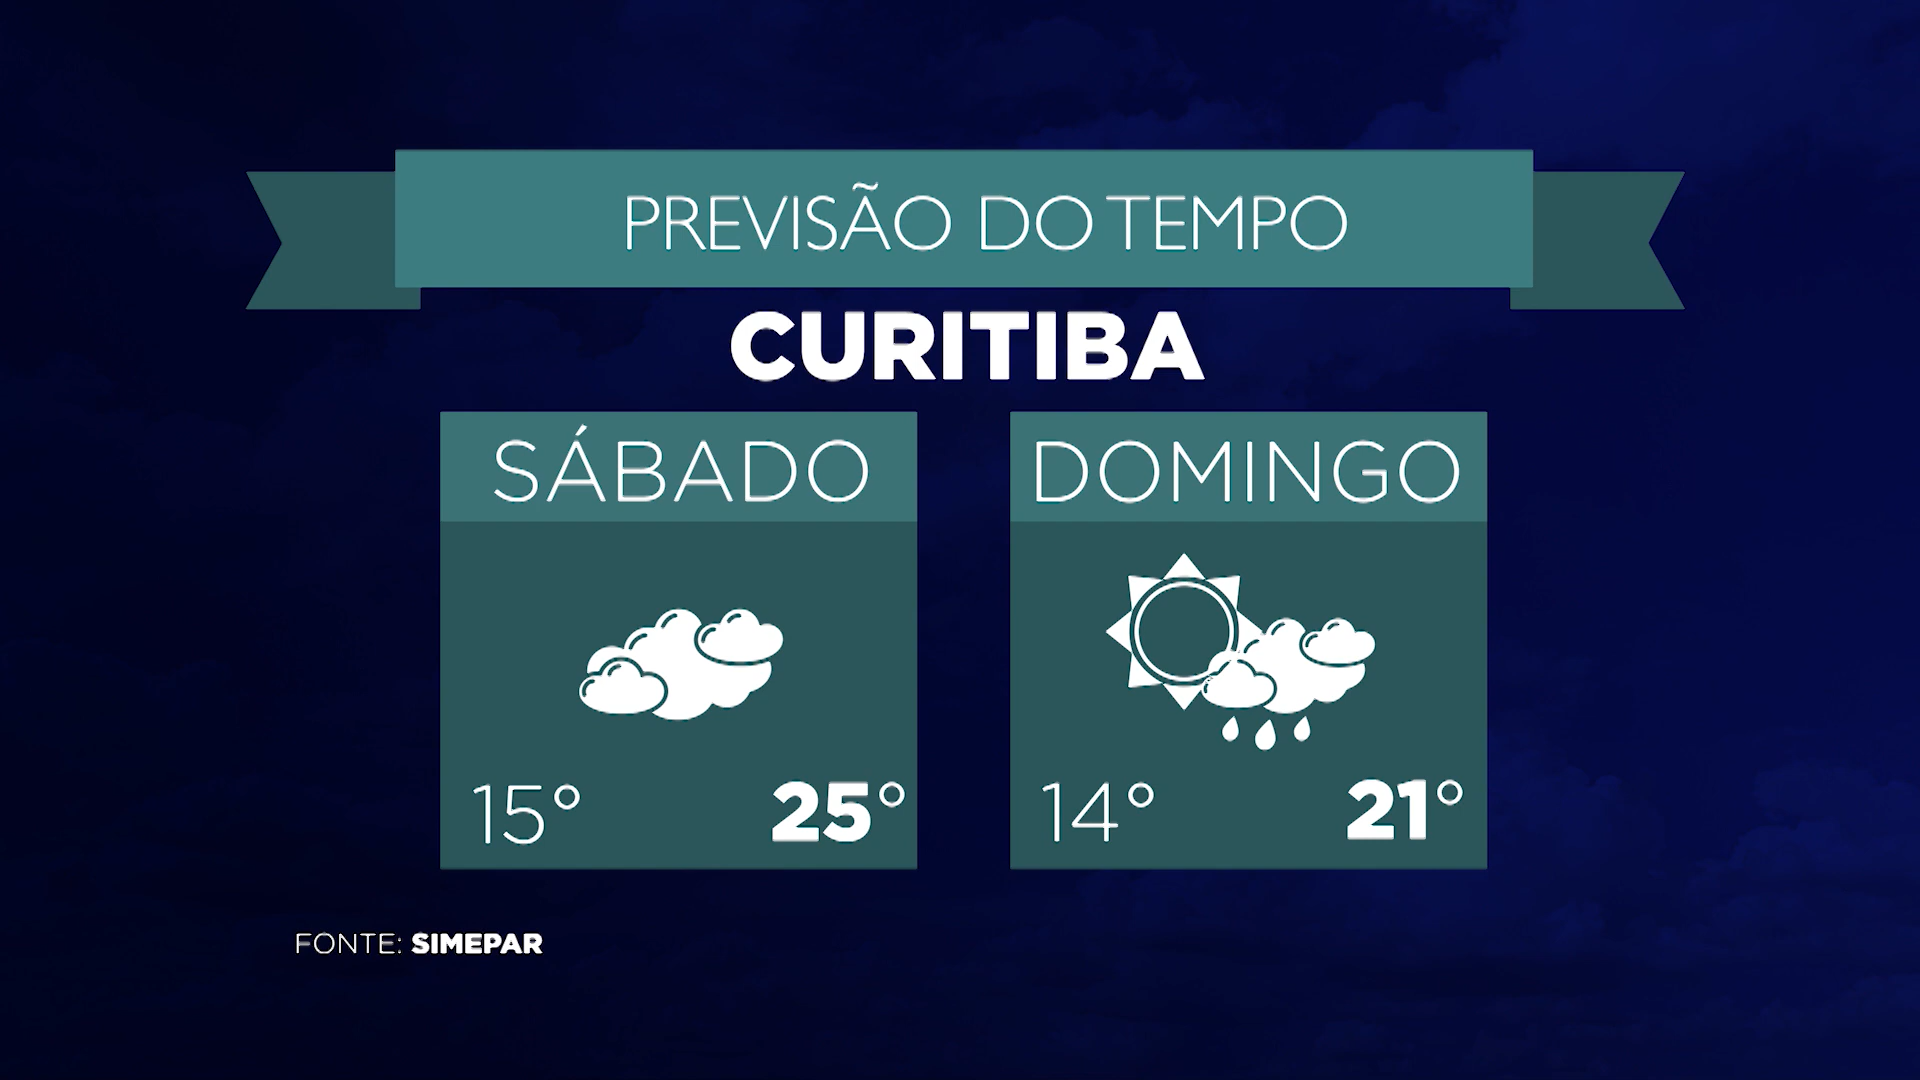 PREVISÃO DO TEMPO
CURITIBA
SÁBADO
15° 25°
DOMINGO
14° 21°
FONTE: SIMEPAR